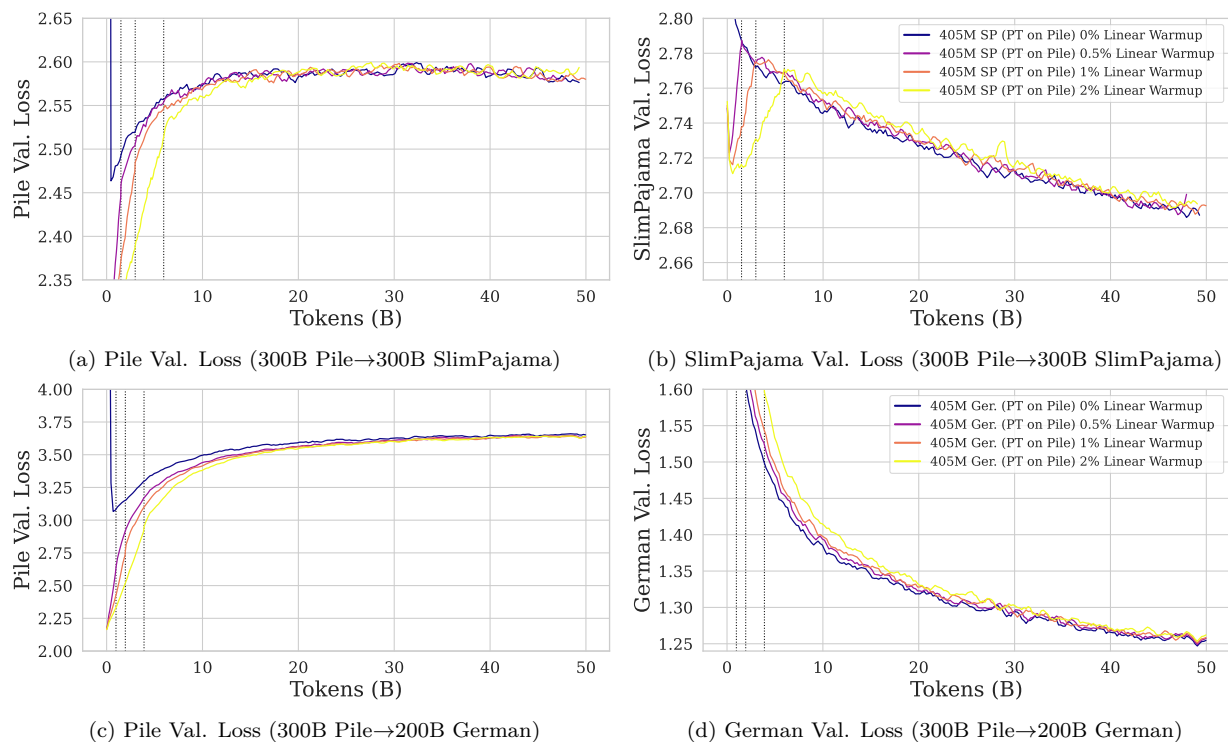 2.65
2.60
2.55
2.50
2.45
2.40
2.35
Pile Val. Loss
0 10 20 30 40 50
Tokens (B)
(a) Pile Val. Loss (300B Pile→300B SlimPajama)
2.80
2.78
2.76
2.74
2.72
2.70
2.68
2.66
SlimPajama Val. Loss
405M SP (PT on Pile) 0% Linear Warmup
405M SP (PT on Pile) 0.5% Linear Warmup
405M SP (PT on Pile) 1% Linear Warmup
405M SP (PT on Pile) 2% Linear Warmup
0 10 20 30 40 50
Tokens (B)
(b) SlimPajama Val. Loss (300B Pile→300B SlimPajama)
4.00
3.75
3.50
3.25
3.00
2.75
2.50
2.25
2.00
Pile Val. Loss
0 10 20 30 40 50
Tokens (B)
(c) Pile Val. Loss (300B Pile→200B German)
1.60
1.55
1.50
1.45
1.40
1.35
1.30
1.25
German Val. Loss
405M Ger. (PT on Pile) 0% Linear Warmup
405M Ger. (PT on Pile) 0.5% Linear Warmup
405M Ger. (PT on Pile) 1% Linear Warmup
405M Ger. (PT on Pile) 2% Linear Warmup
0 10 20 30 40 50
Tokens (B)
(d) German Val. Loss (300B Pile→200B German)